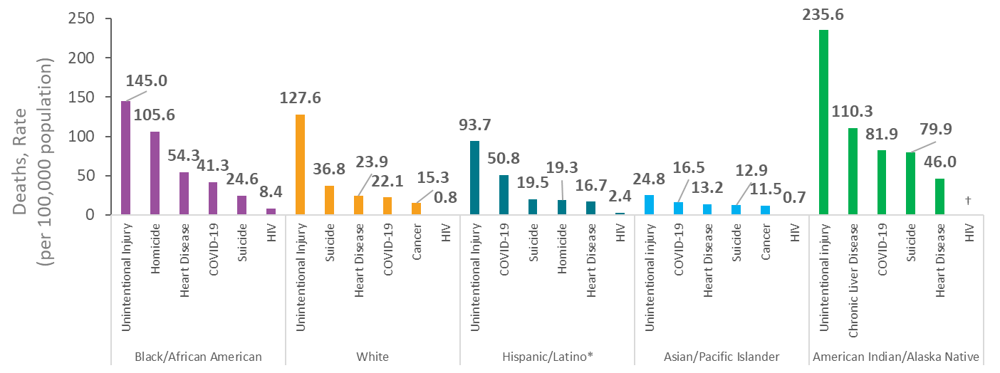 Deaths, Rate
(per 100,000 population)
250
200
150
100
50
0
145.0
105.6
54.3
41.3
24.6
8.4
127.6
36.8
23.9
22.1
15.3
0.8
93.7
50.8
19.5
19.3
16.7
2.4
24.8
16.5
13.2
12.9
11.5
0.7
235.6
110.3
81.9
79.9
46.0
†
Unintentional Injury
Homicide
Heart Disease
COVID-19
Suicide
HIV
Unintentional Injury
Suicide
Heart Disease
COVID-19
Cancer
HIV
Unintentional Injury
COVID-19
Suicide
Homicide
Heart Disease
HIV
Unintentional injury
COVID-19
Heart Disease
Suicide
Cancer
HIV
Unintentional injury
Chronic Liver Disease
COVID-19
Suicide
Heart Disease
HIV
Black/African American
White
Hispanic/Latino*
Asian/Pacific Islander
American Indian/Alaska Native